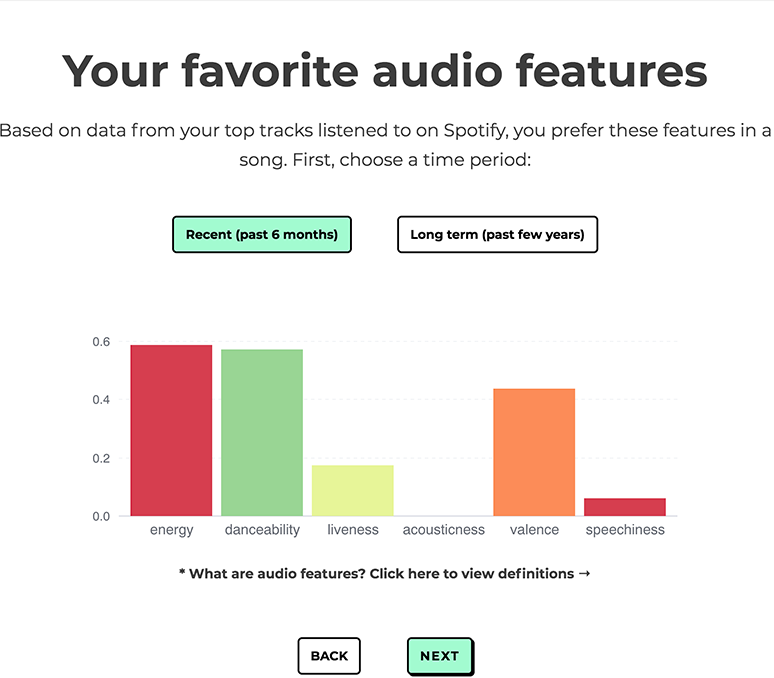 Your favorite audio features
Based on data from your top tracks listened to on Spotify, you prefer these features in a
song. First, choose a time period:
Recent (past 6 months) Long term (past few years)
0.6
0.4
0.2
0.0
energy danceability liveness acousticness valence speechiness
* What are audio features? Click here to view definitions →
BACK NEXT